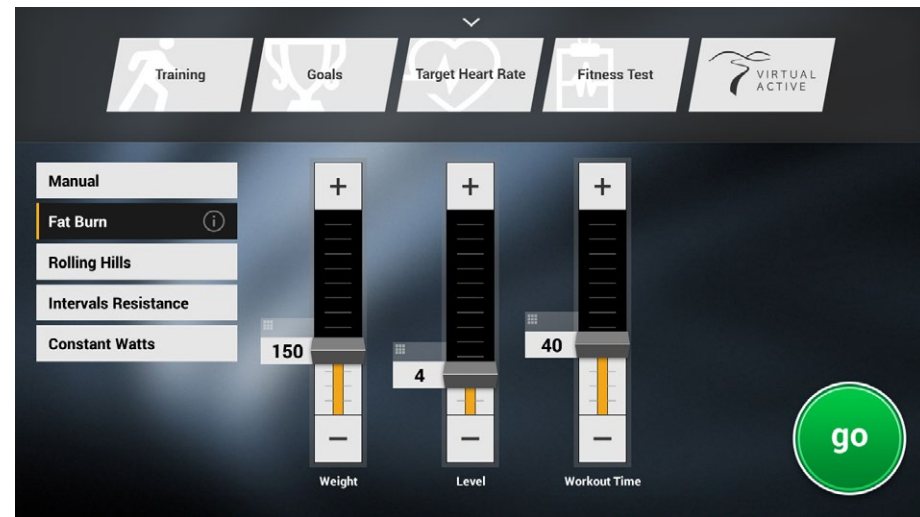 Training
Goals
Target Heart Rate
Fitness Test
VIRTUAL
ACTIVE
Manual
Fat Burn
Rolling Hills
Intervals Resistance
Constant Watts
+
+
+
150
4
40
−
−
−
Weight
Level
Workout Time
go